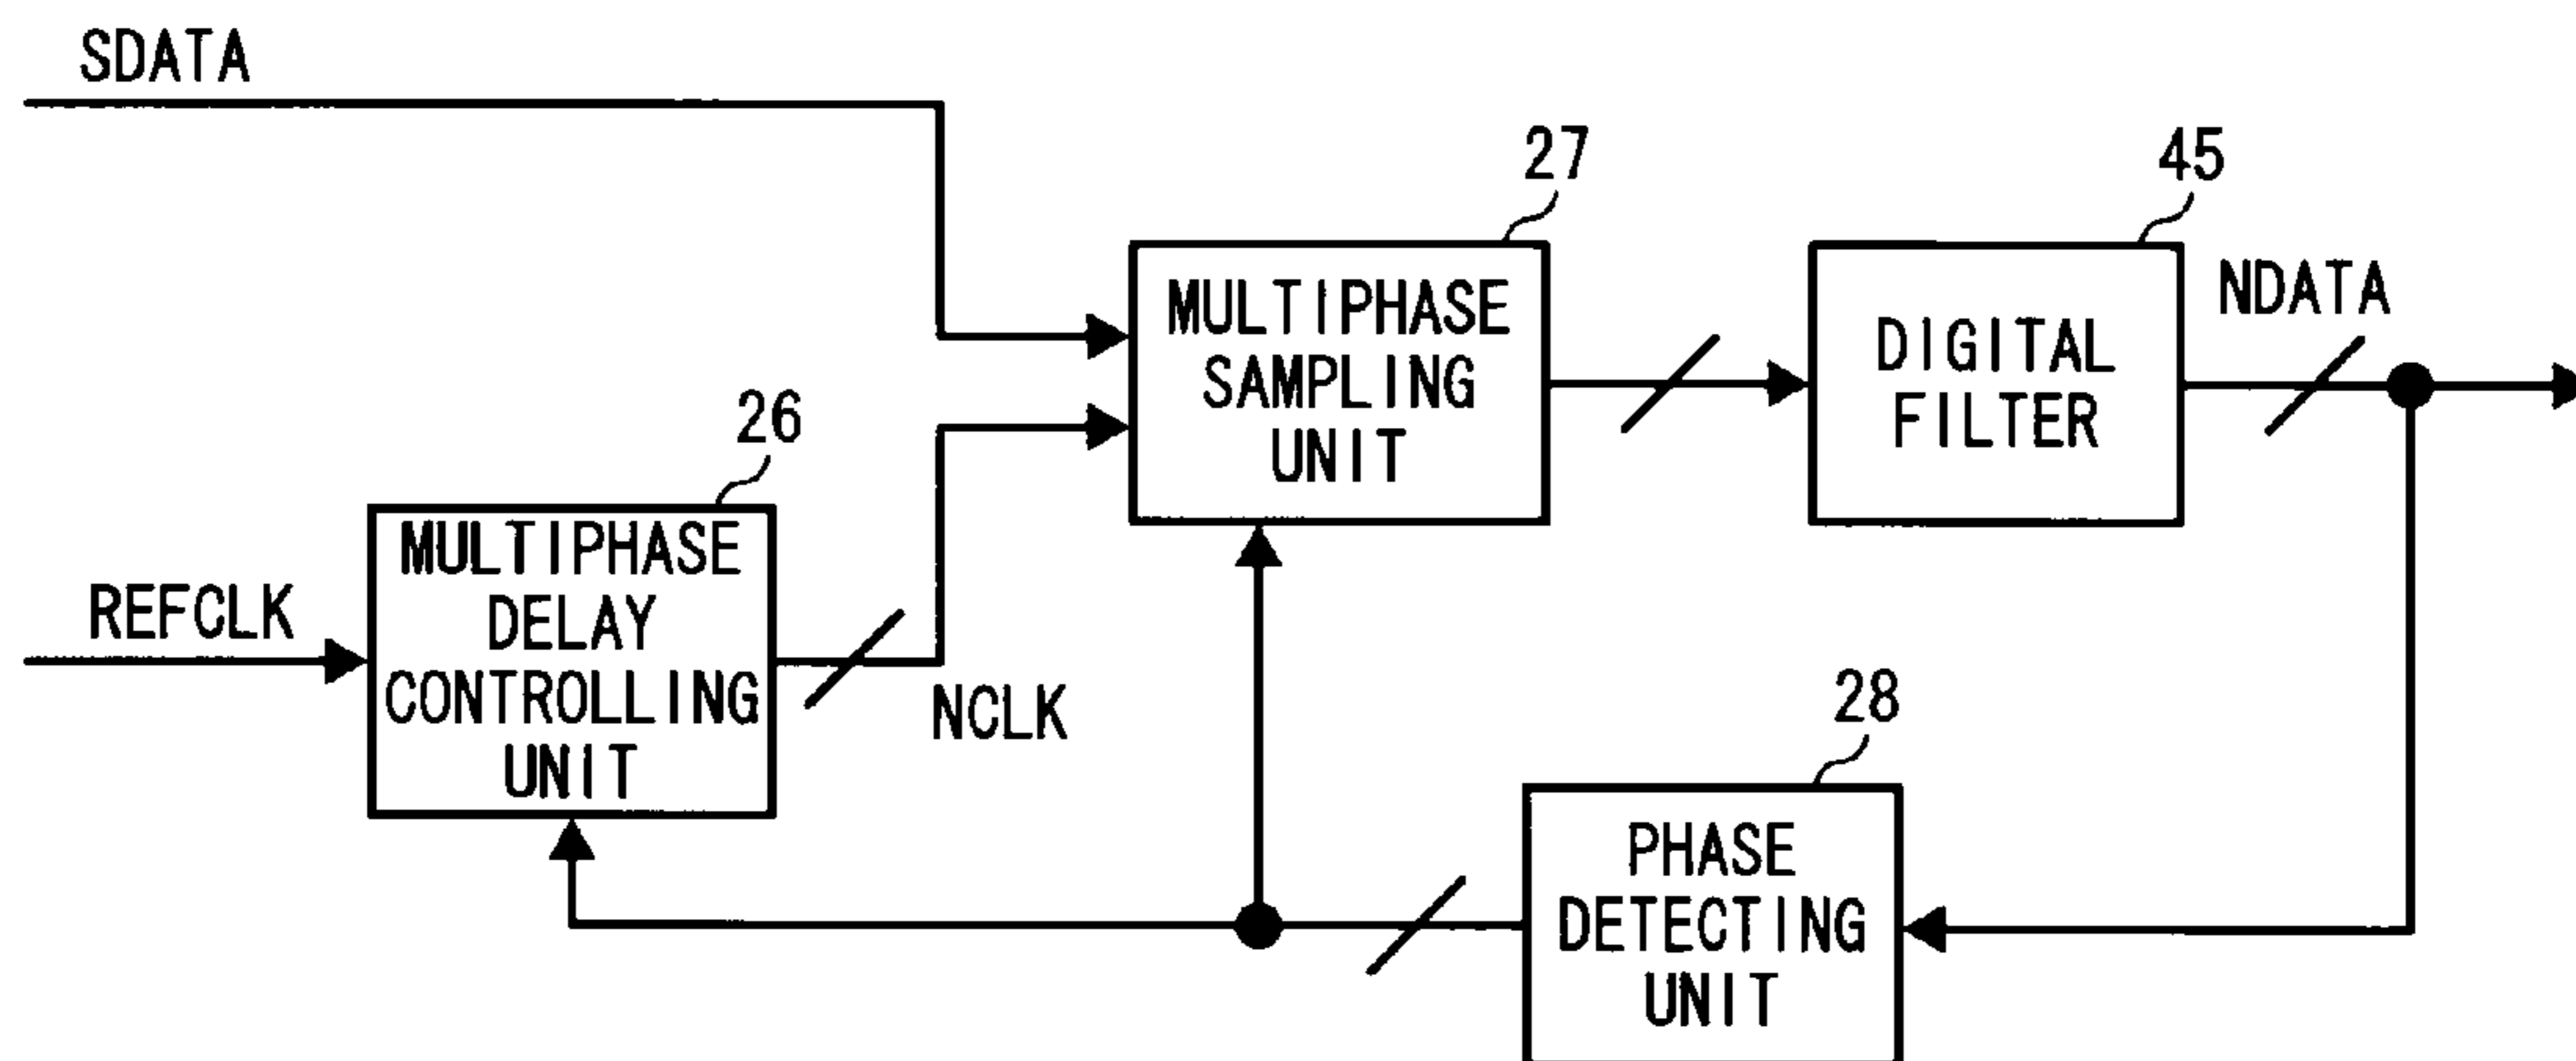 SDATA
27
45
MULTIPHASE
SAMPLING
UNIT
DIGITAL
FILTER
NDATA
26
MULTIPHASE
DELAY
CONTROLLING
UNIT
REFCLK
NCLK
28
PHASE
DETECTING
UNIT